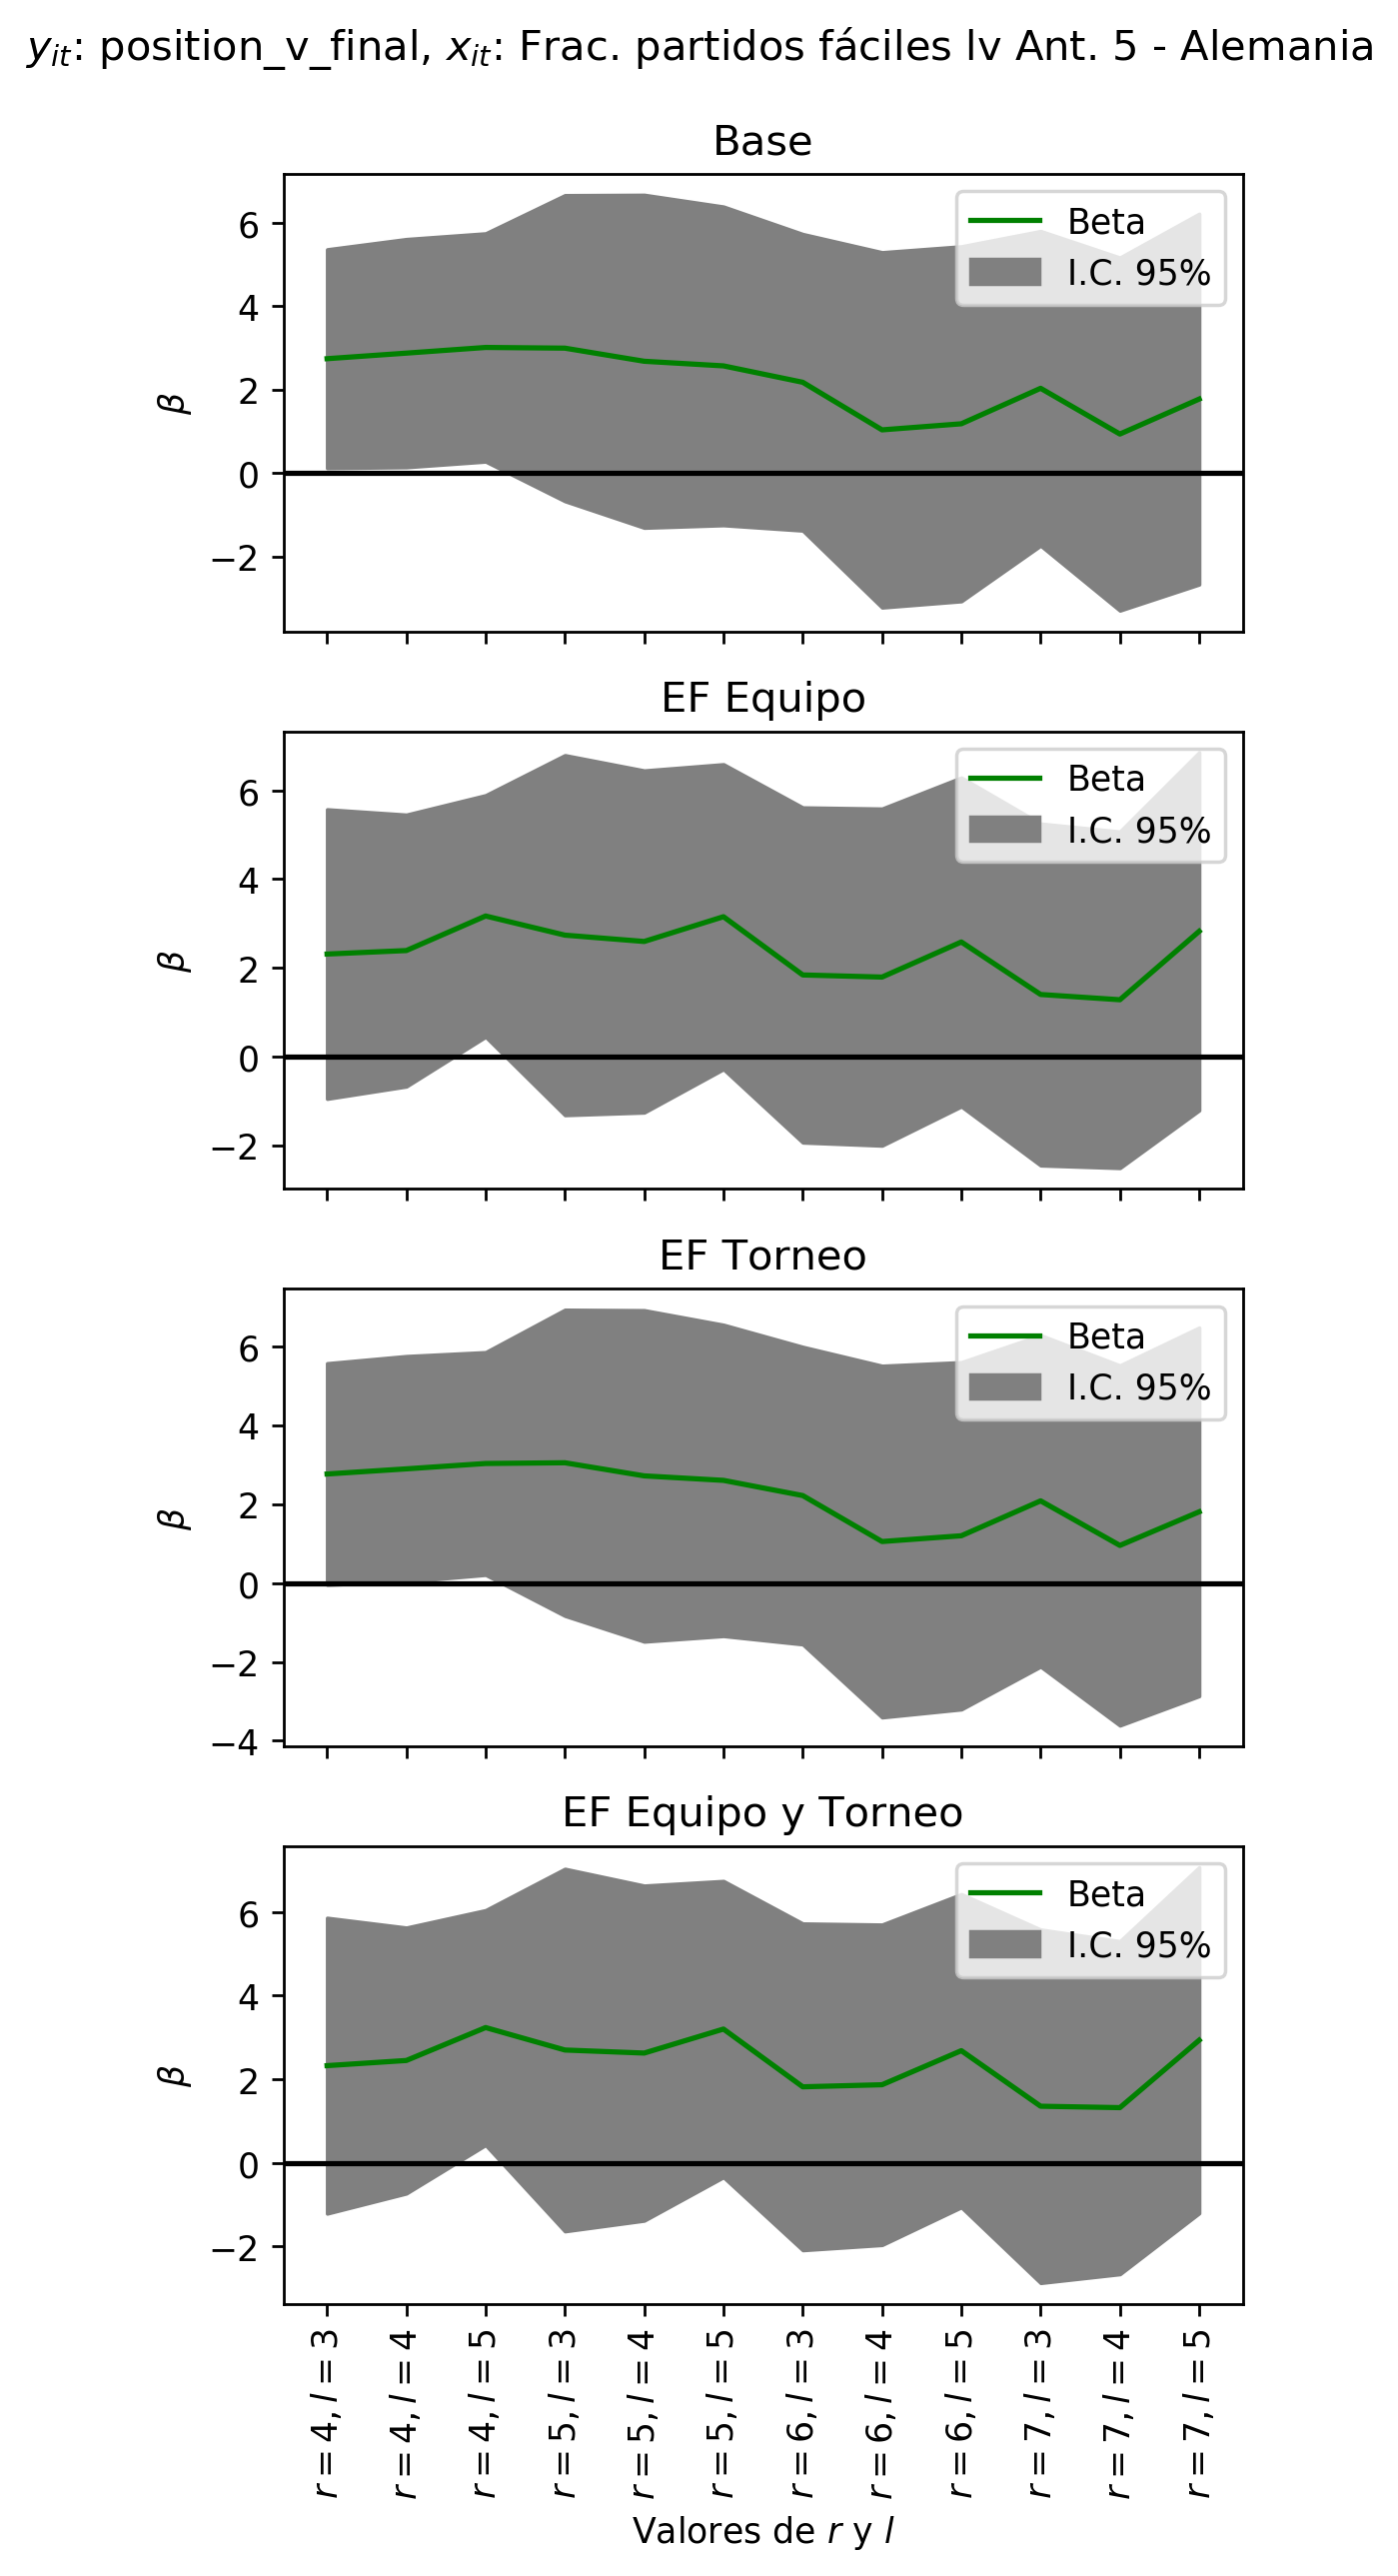 y_it: position_v_final, x_it: Frac. partidos fáciles lv Ant. 5 - Alemania
Base
6
4
2
0
−2
β
Beta
I.C. 95%
EF Equipo
6
4
2
0
−2
β
Beta
I.C. 95%
EF Torneo
6
4
2
0
−2
−4
β
Beta
I.C. 95%
EF Equipo y Torneo
6
4
2
0
−2
β
Beta
I.C. 95%
r = 4, l = 3
r = 4, l = 4
r = 4, l = 5
r = 5, l = 3
r = 5, l = 4
r = 5, l = 5
r = 6, l = 3
r = 6, l = 4
r = 6, l = 5
r = 7, l = 3
r = 7, l = 4
r = 7, l = 5
Valores de r y l